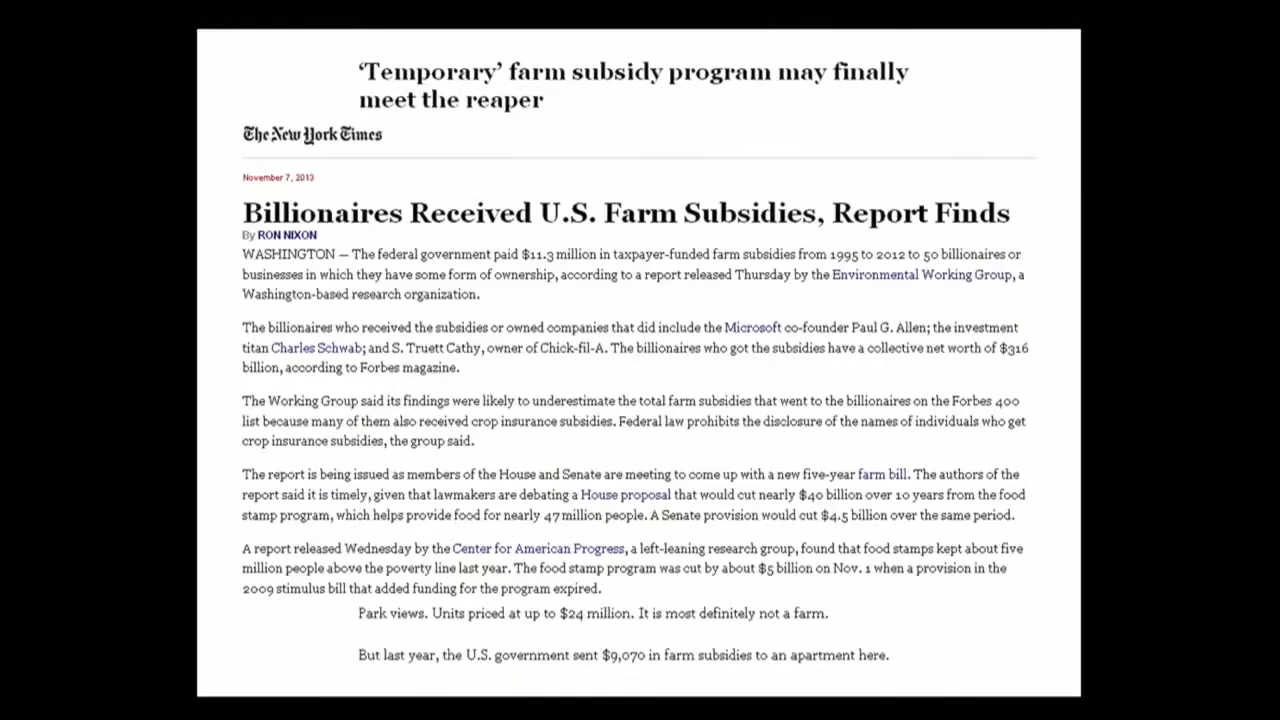 ‘Temporary’ farm subsidy program may finally
meet the reaper
The New York Times
November 7, 2013
Billionaires Received U.S. Farm Subsidies, Report Finds
By RON NIXON
WASHINGTON — The federal government paid $11.3 million in taxpayer-funded farm subsidies from 1995 to 2012 to 50 billionaires or
businesses in which they have some form of ownership, according to a report released Thursday by the Environmental Working Group, a
Washington-based research organization.
The billionaires who received the subsidies or owned companies that did include the Microsoft co-founder Paul G. Allen; the investment
titan Charles Schwab; and S. Truett Cathy, owner of Chick-fil-A. The billionaires who got the subsidies have a collective net worth of $316
billion, according to Forbes magazine.
The Working Group said its findings were likely to underestimate the total farm subsidies that went to the billionaires on the Forbes 400
list because many of them also received crop insurance subsidies. Federal law prohibits the disclosure of the names of individuals who get
crop insurance subsidies, the group said.
The report is being issued as members of the House and Senate are meeting to come up with a new five-year farm bill. The authors of the
report said it is timely, given that lawmakers are debating a House proposal that would cut nearly $40 billion over 10 years from the food
stamp program, which helps provide food for nearly 47 million people. A Senate provision would cut $4.5 billion over the same period.
A report released Wednesday by the Center for American Progress, a left-leaning research group, found that food stamps kept about five
million people above the poverty line last year. The food stamp program was cut by about $5 billion on Nov. 1 when a provision in the
2009 stimulus bill that added funding for the program expired.
Park views. Units priced at up to $24 million. It is most definitely not a farm.
But last year, the U.S. government sent $9,070 in farm subsidies to an apartment here.